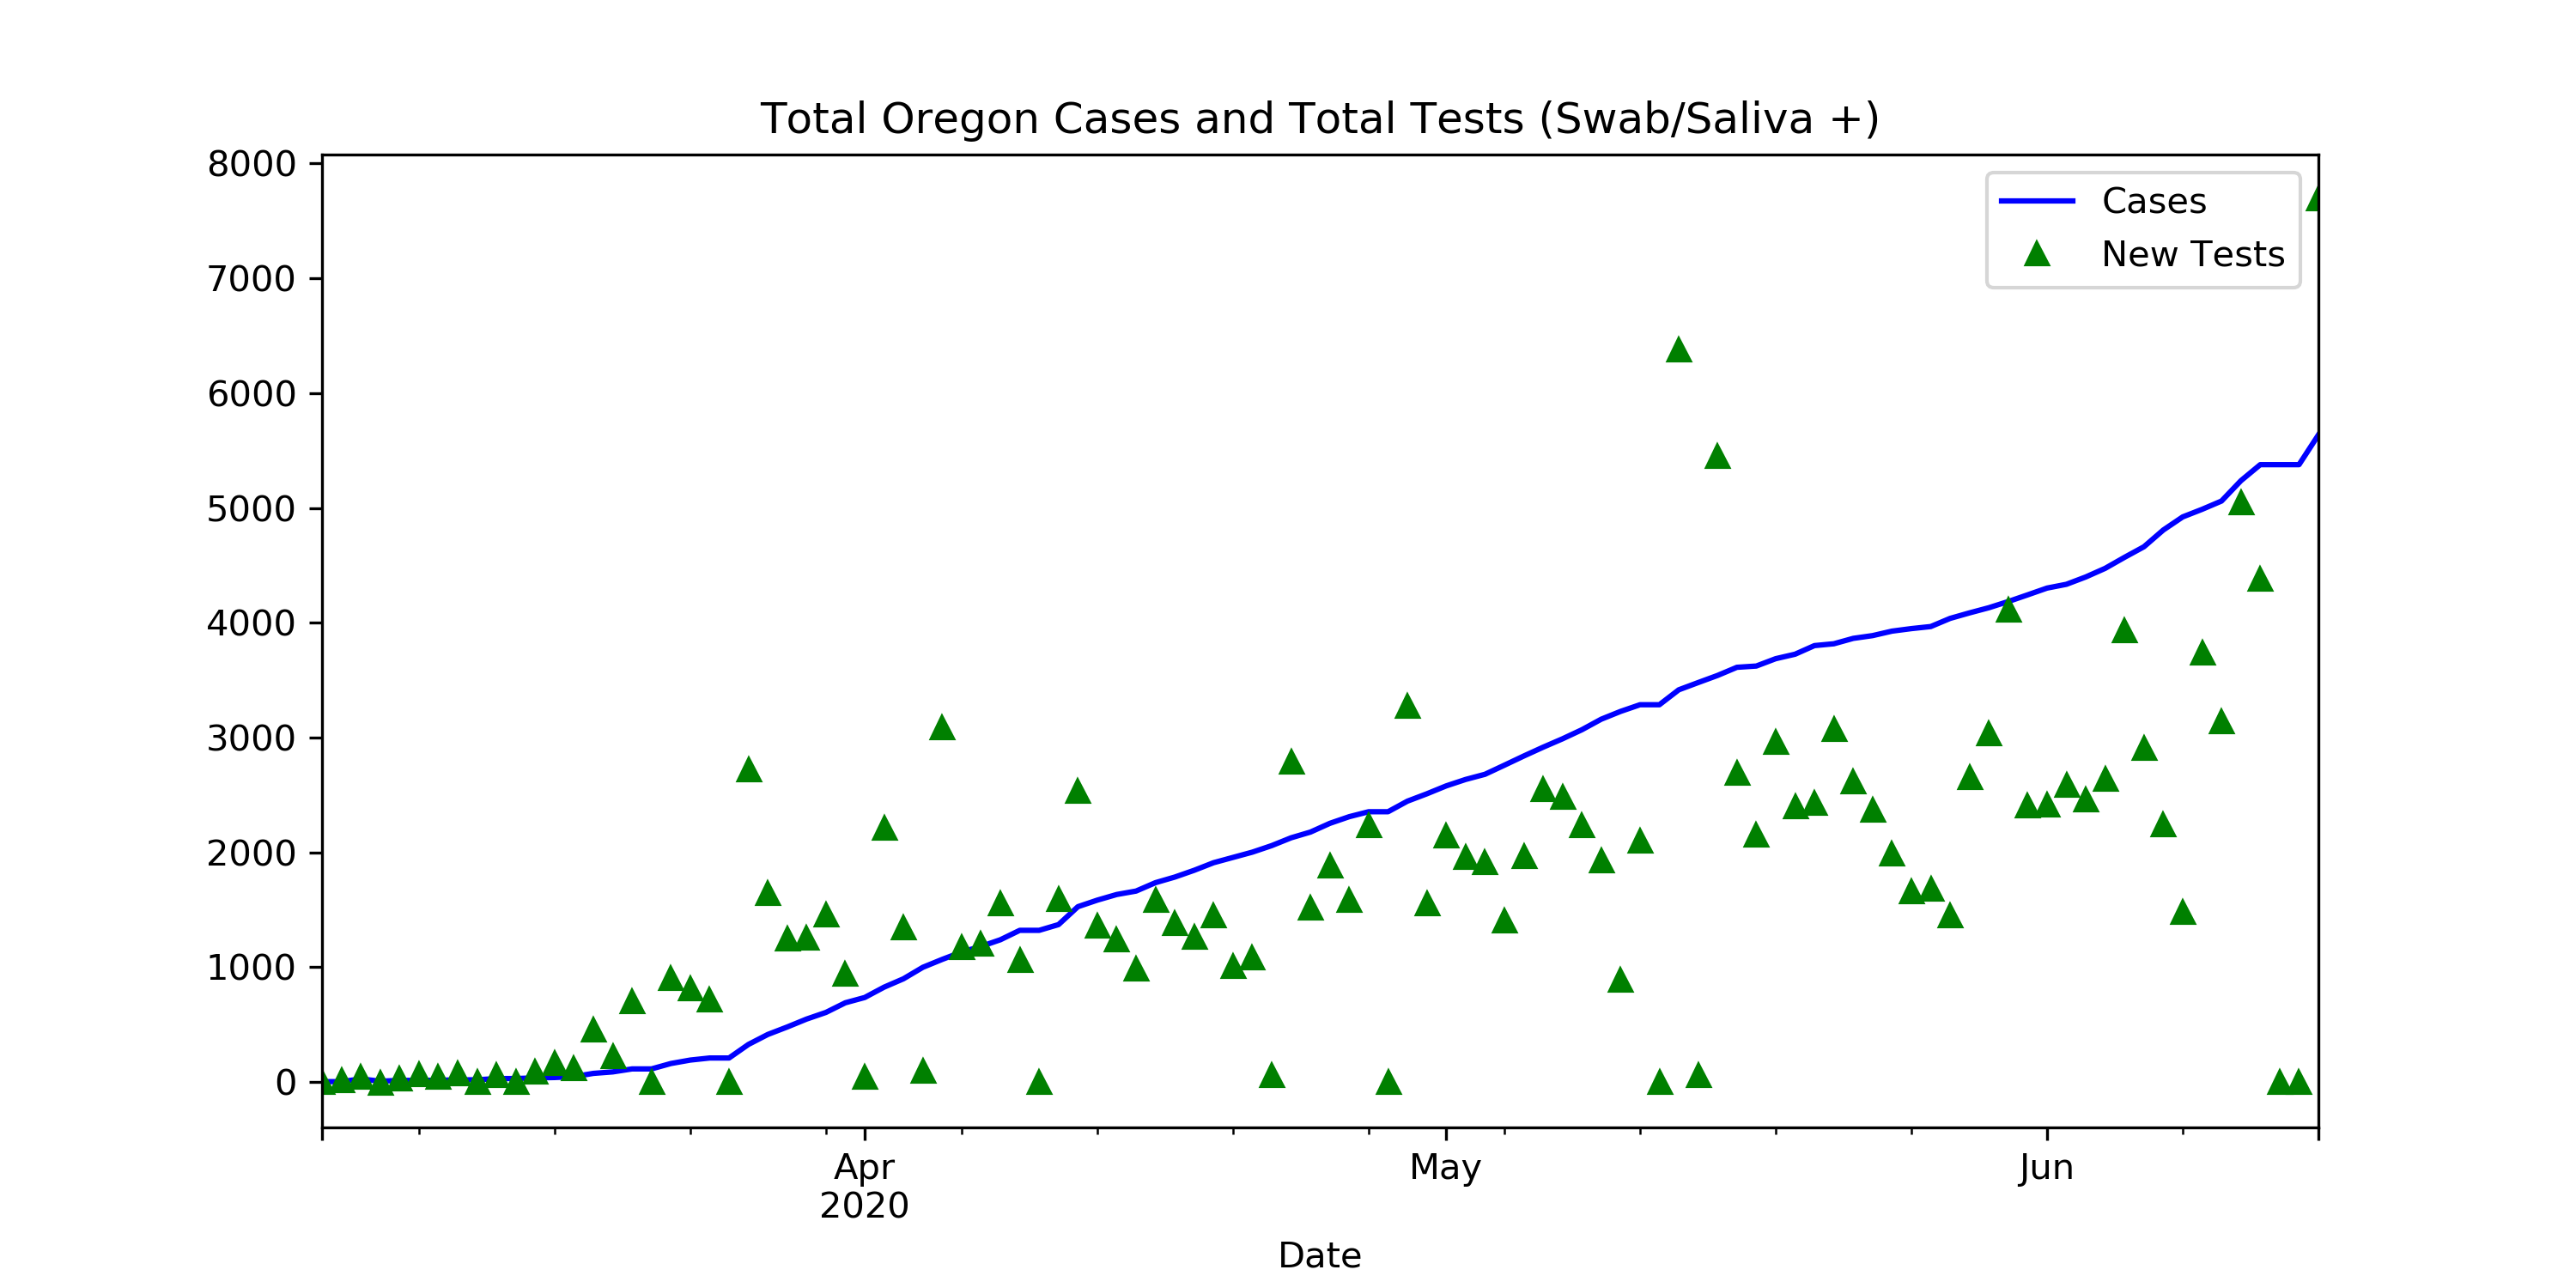 Total Oregon Cases and Total Tests (Swab/Saliva +)
8000
7000
6000
5000
4000
3000
2000
1000
0
Cases
New Tests
Apr
2020
May
Jun
Date